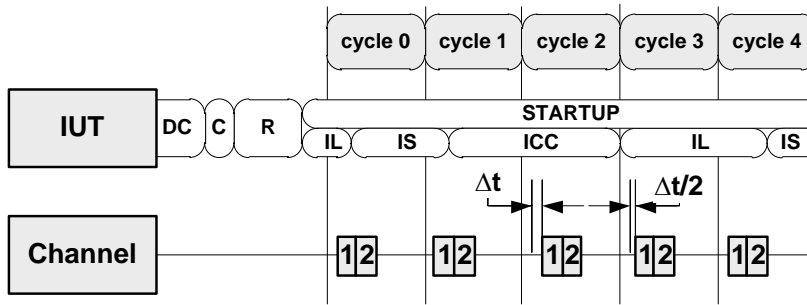 cycle 0 cycle 1 cycle 2 cycle 3 cycle 4
IUT DC C R STARTUP
IL IS ICC IL IS
Δt Δt/2
Channel 1 2 1 2 1 2 1 2 1 2